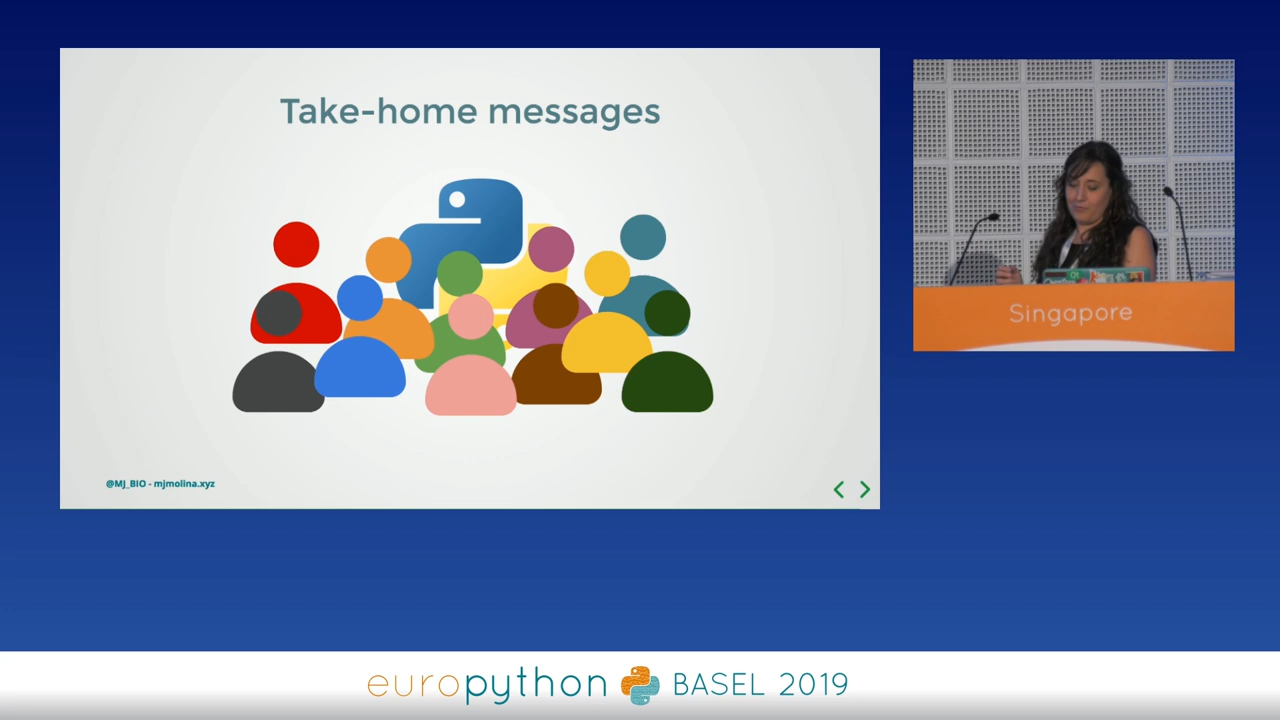 Take-home messages
@MJ_BIO - mjmolina.xyz
Singapore
europython BASEL 2019